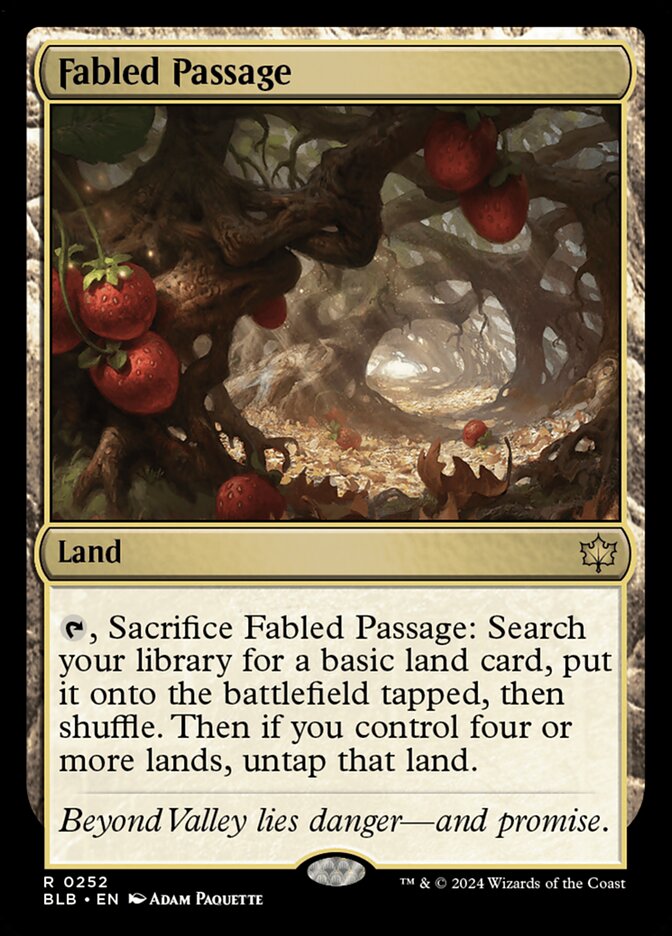 Fabled Passage
Land
, Sacrifice Fabled Passage: Search
your library for a basic land card, put
it onto the battlefield tapped, then
shuffle. Then if you control four or
more lands, untap that land.
Beyond Valley lies danger—and promise.
R 0252
BLB • EN Adam Paquette
™ & © 2024 Wizards of the Coast